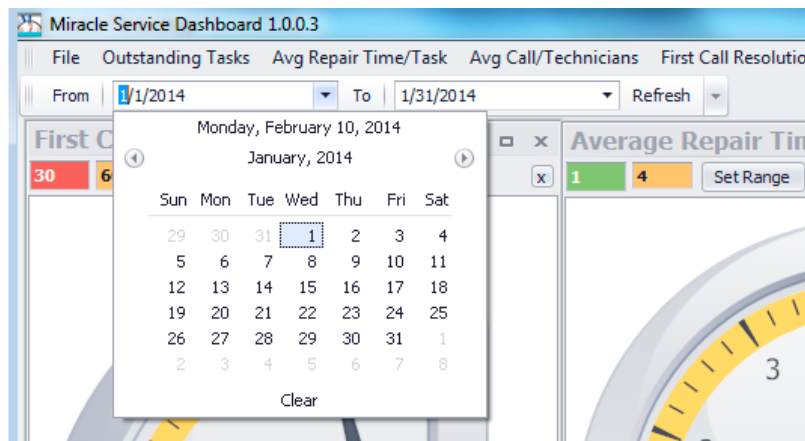 Miracle Service Dashboard 1.0.0.3
File Outstanding Tasks Avg Repair Time/Task Avg Call/Technicians First Call Resolutio
From 1/1/2014 To 1/31/2014 Refresh
First C
Average Repair Tim
30
x
1 4 Set Range
Monday, February 10, 2014
January, 2014
Sun Mon Tue Wed Thu Fri Sat
29 30 31 1 2 3 4
5 6 7 8 9 10 11
12 13 14 15 16 17 18
19 20 21 22 23 24 25
26 27 28 29 30 31 1
2 3 4 5 6 7 8
Clear
3